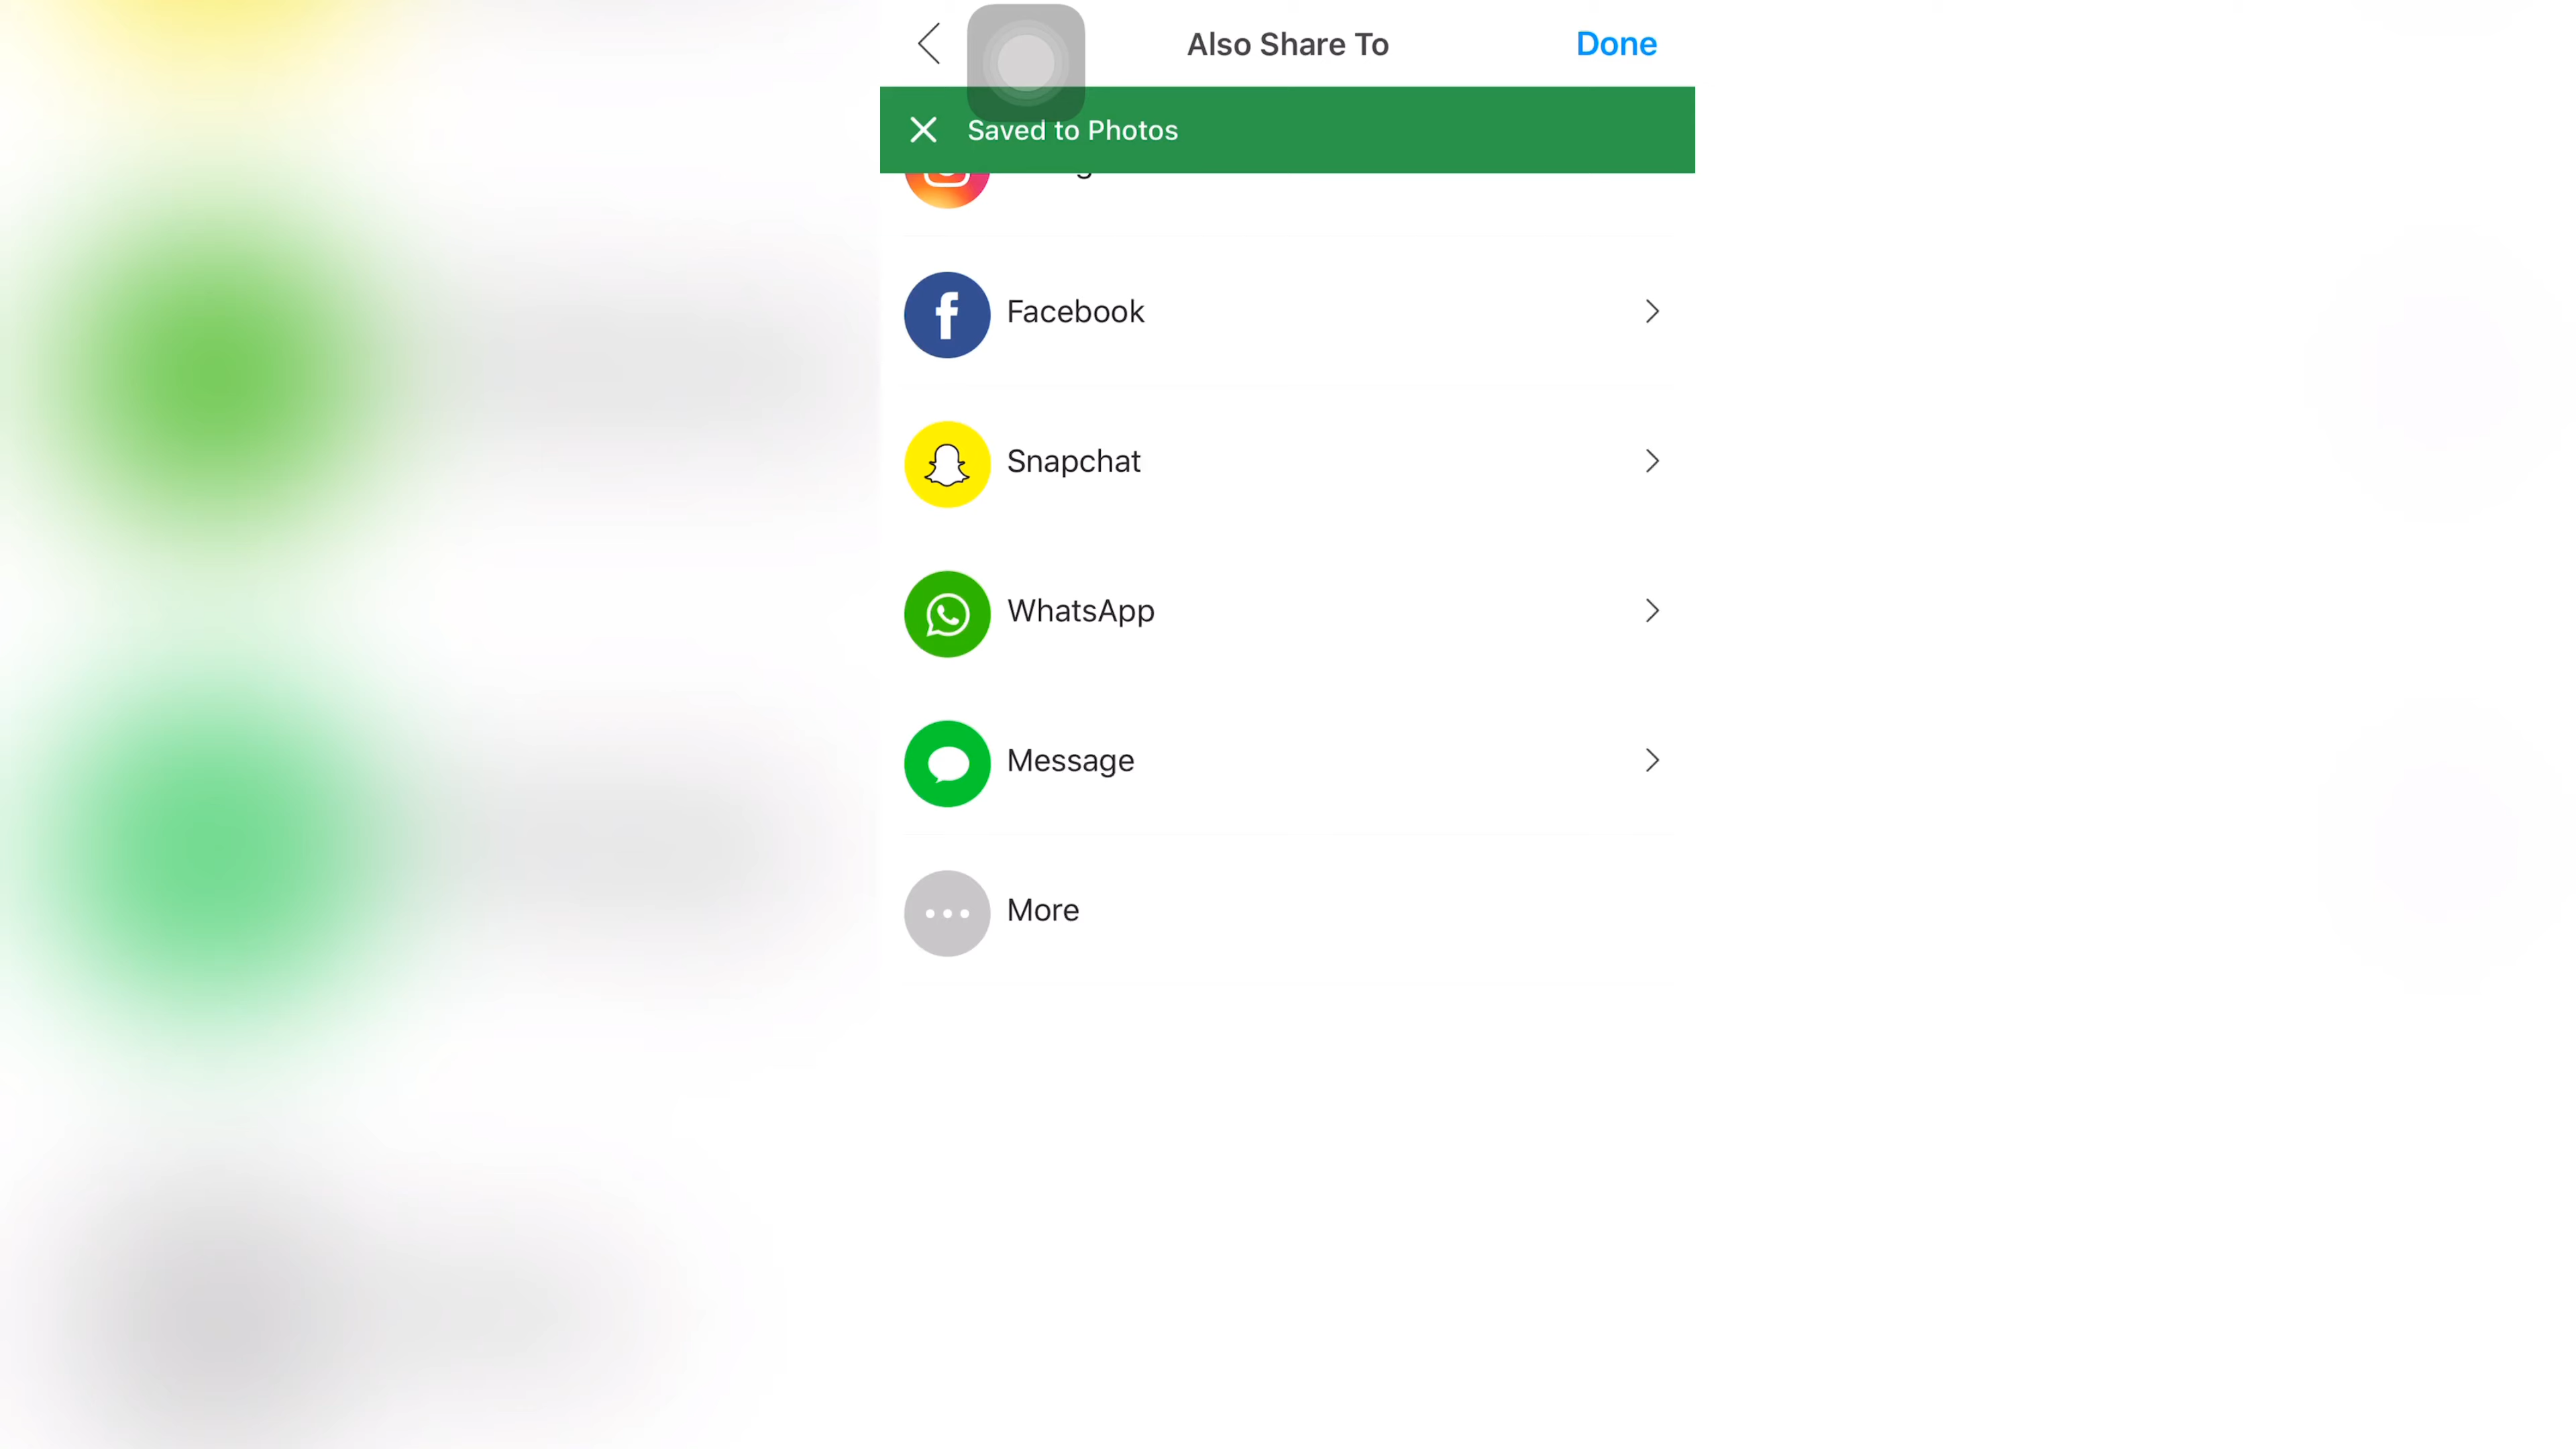 Also Share To
Done
Saved to Photos
Facebook
Snapchat
WhatsApp
Message
More